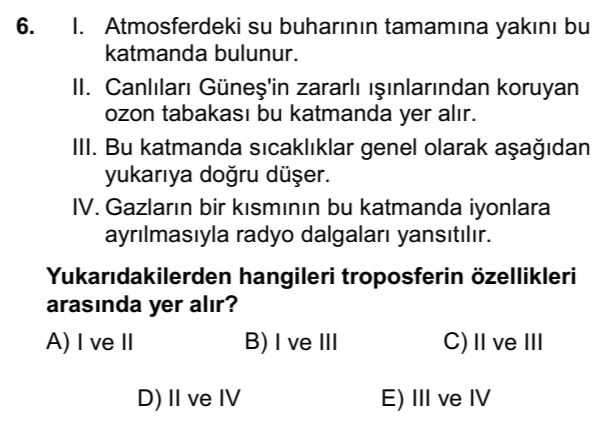 6. I. Atmosferdeki su buharının tamamına yakını bu
katmanda bulunur.
II. Canlıları Güneş'in zararlı ışınlarından koruyan
ozon tabakası bu katmanda yer alır.
III. Bu katmanda sıcaklıklar genel olarak aşağıdan
yukarıya doğru düşer.
IV. Gazların bir kısmının bu katmanda iyonlara
ayrılmasıyla radyo dalgaları yansıtılır.
Yukarıdakilerden hangileri troposferin özellikleri
arasında yer alır?
A) I ve II B) I ve III C) II ve III
D) II ve IV E) III ve IV